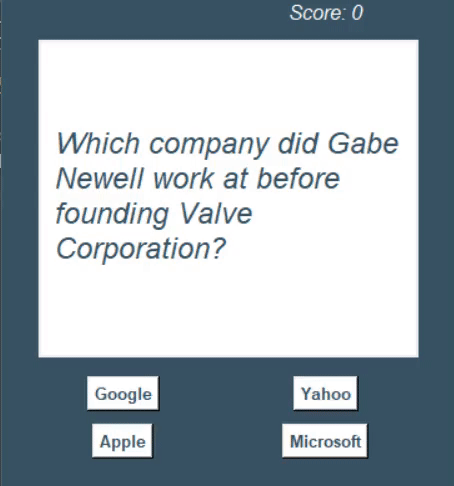 Score: 0
Which company did Gabe
Newell work at before
founding Valve
Corporation?
Google
Yahoo
Apple
Microsoft